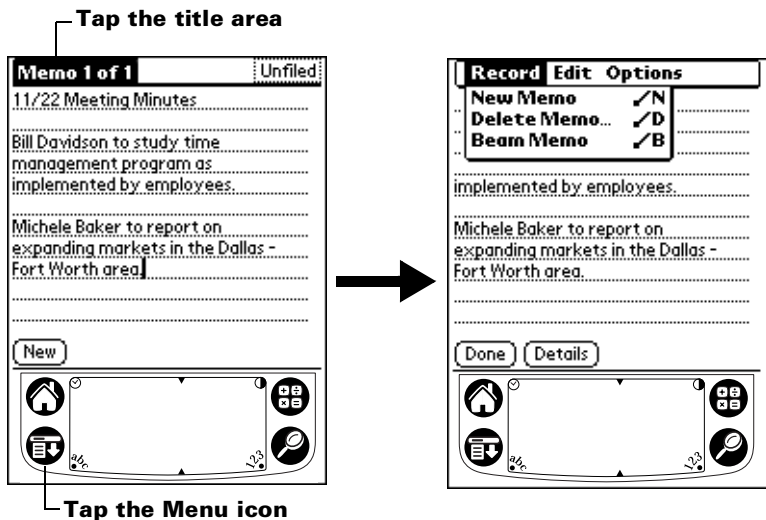 Tap the title area
Memo 1 of 1 Unfiled
11/22 Meeting Minutes
Bill Davidson to study time
management program as
implemented by employees.
Michele Baker to report on
expanding markets in the Dallas -
Fort Worth area.
New
abc
123
Tap the Menu icon
Record Edit Options
New Memo /N
Delete Memo... /D
Beam Memo /B
implemented by employees.
Michele Baker to report on
expanding markets in the Dallas -
Fort Worth area.
Done Details
abc
123